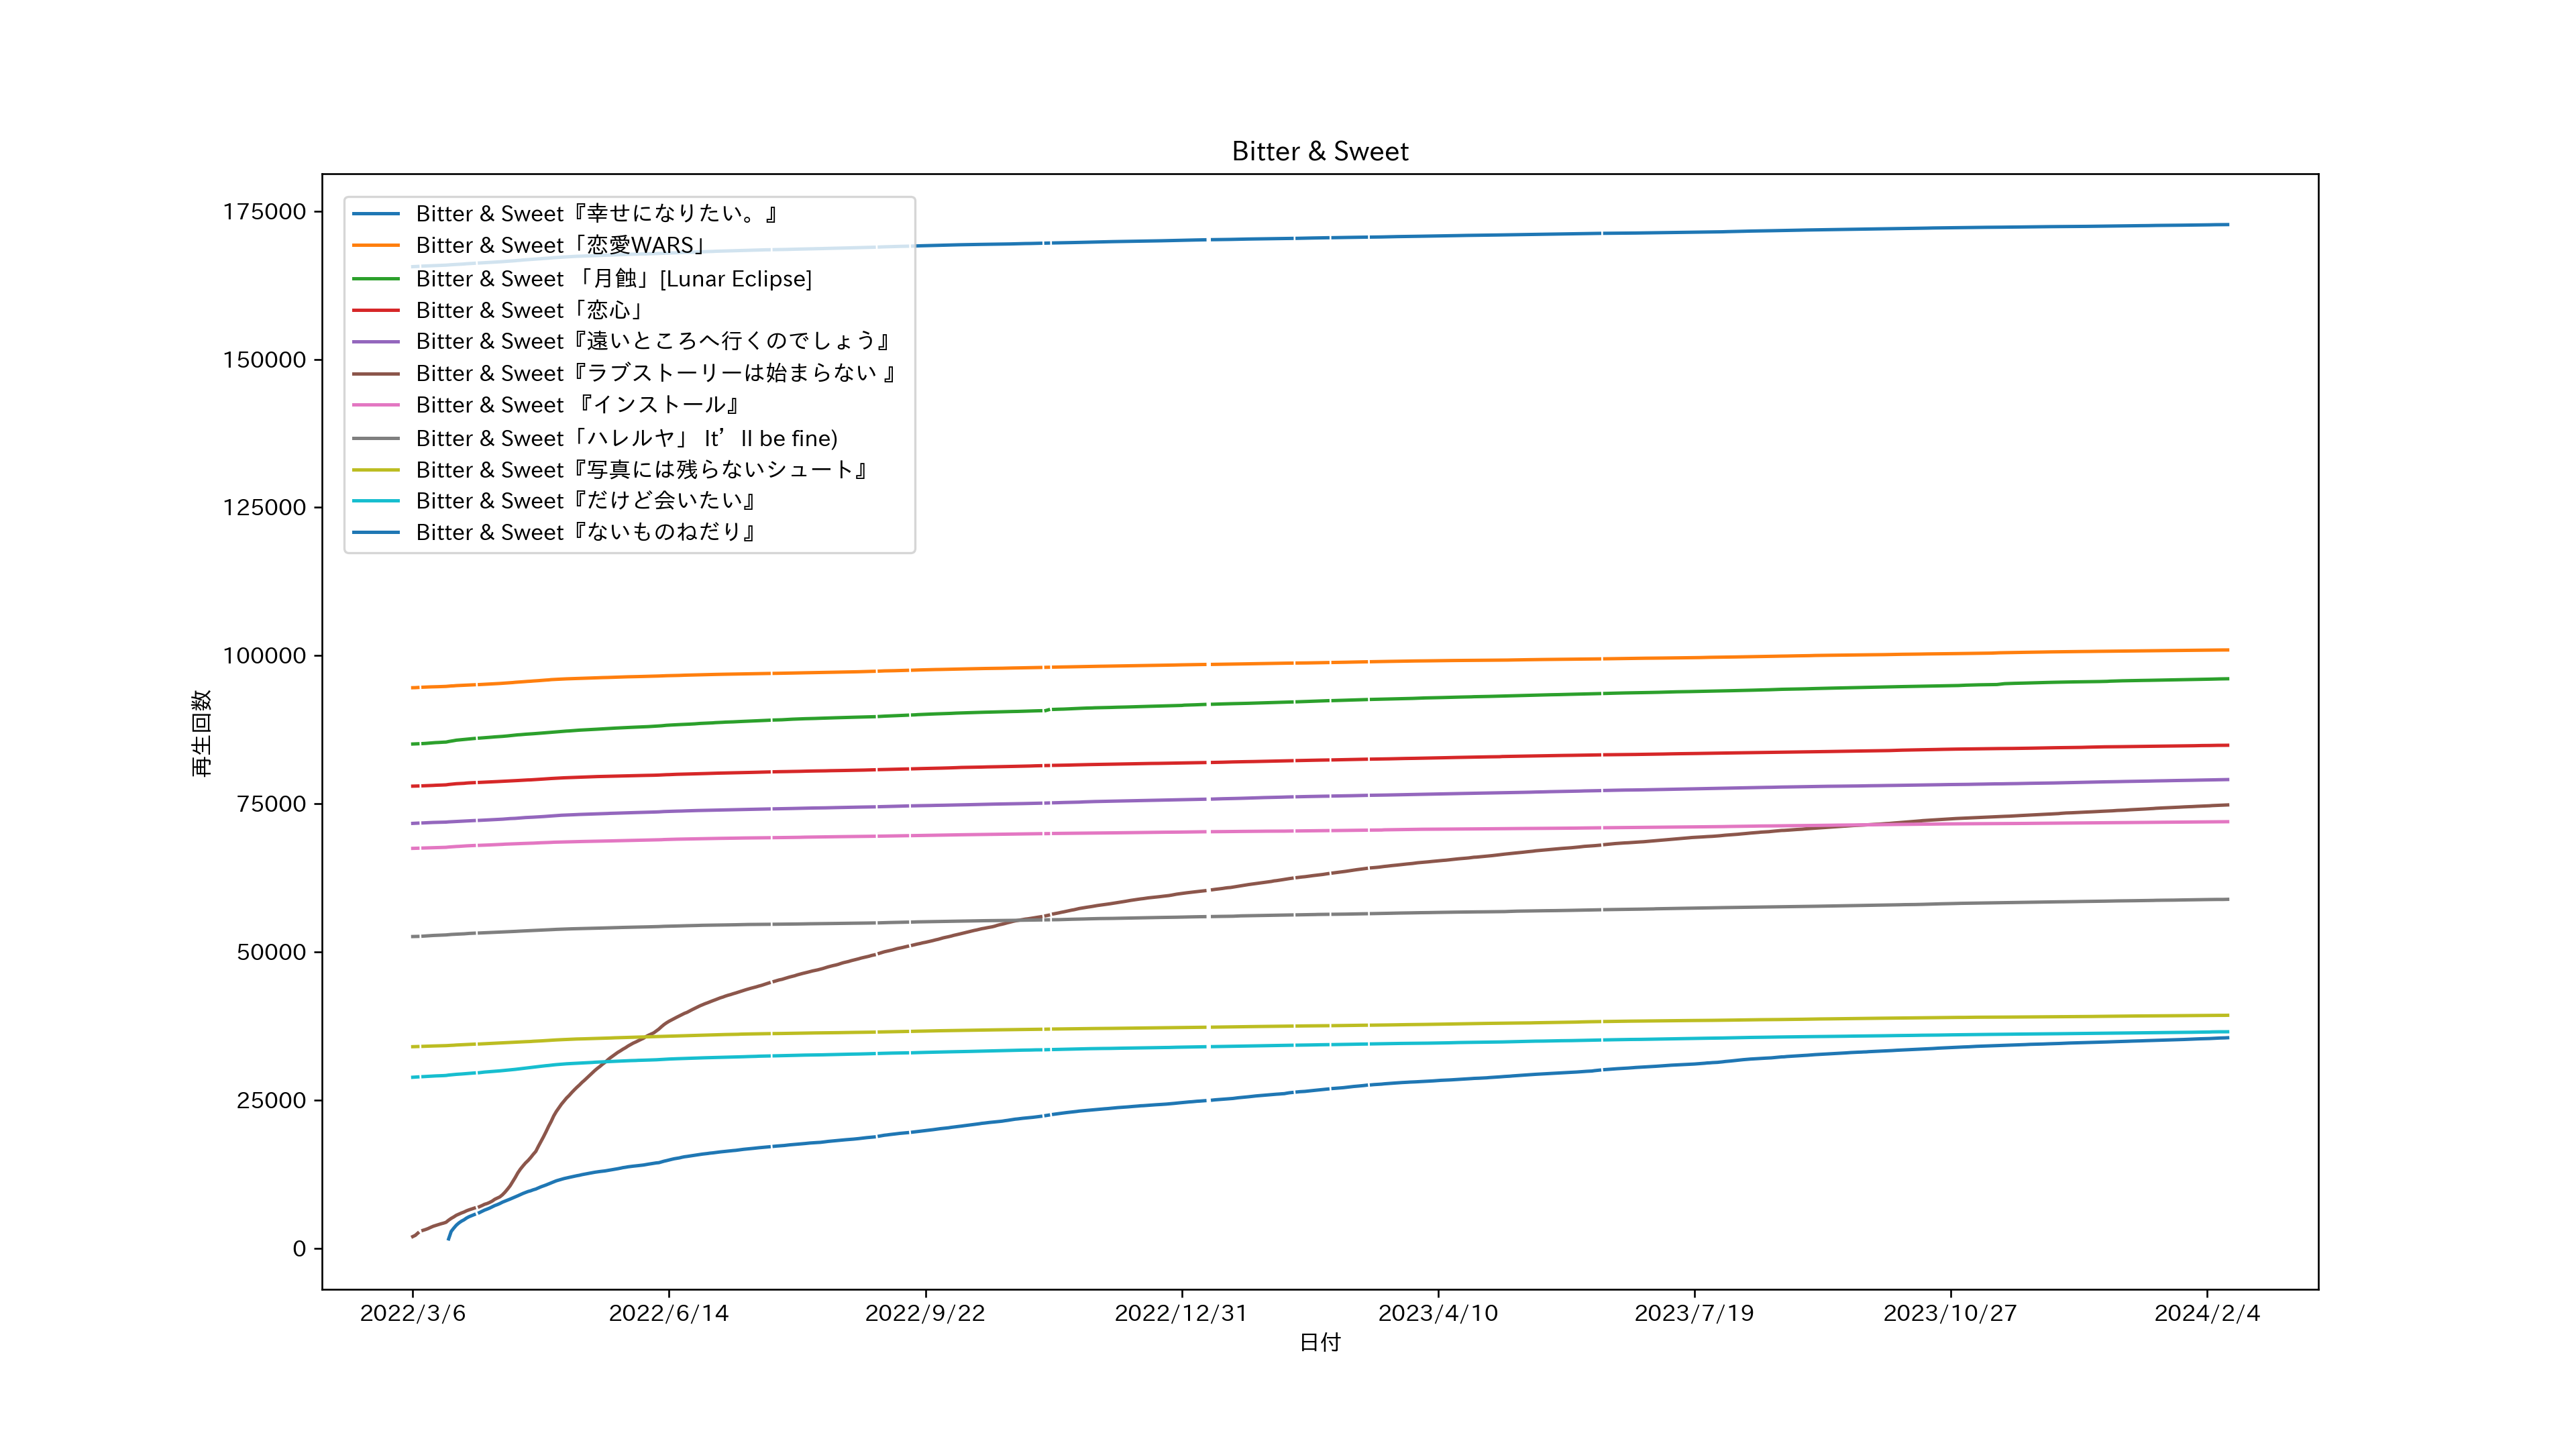 Bitter & Sweet
175000
150000
125000
100000
75000
50000
25000
0
再生回数
Bitter & Sweet『幸せになりたい。』
Bitter & Sweet「恋愛WARS」
Bitter & Sweet 「月蝕」[Lunar Eclipse]
Bitter & Sweet「恋心」
Bitter & Sweet『遠いところへ行くのでしょう』
Bitter & Sweet『ラブストーリーは始まらない 』
Bitter & Sweet 『インストール』
Bitter & Sweet「ハレルヤ」 It’ll be fine)
Bitter & Sweet『写真には残らないシュート』
Bitter & Sweet『だけど会いたい』
Bitter & Sweet『ないものねだり』
2022/3/6 2022/6/14 2022/9/22 2022/12/31 2023/4/10 2023/7/19 2023/10/27 2024/2/4
日付